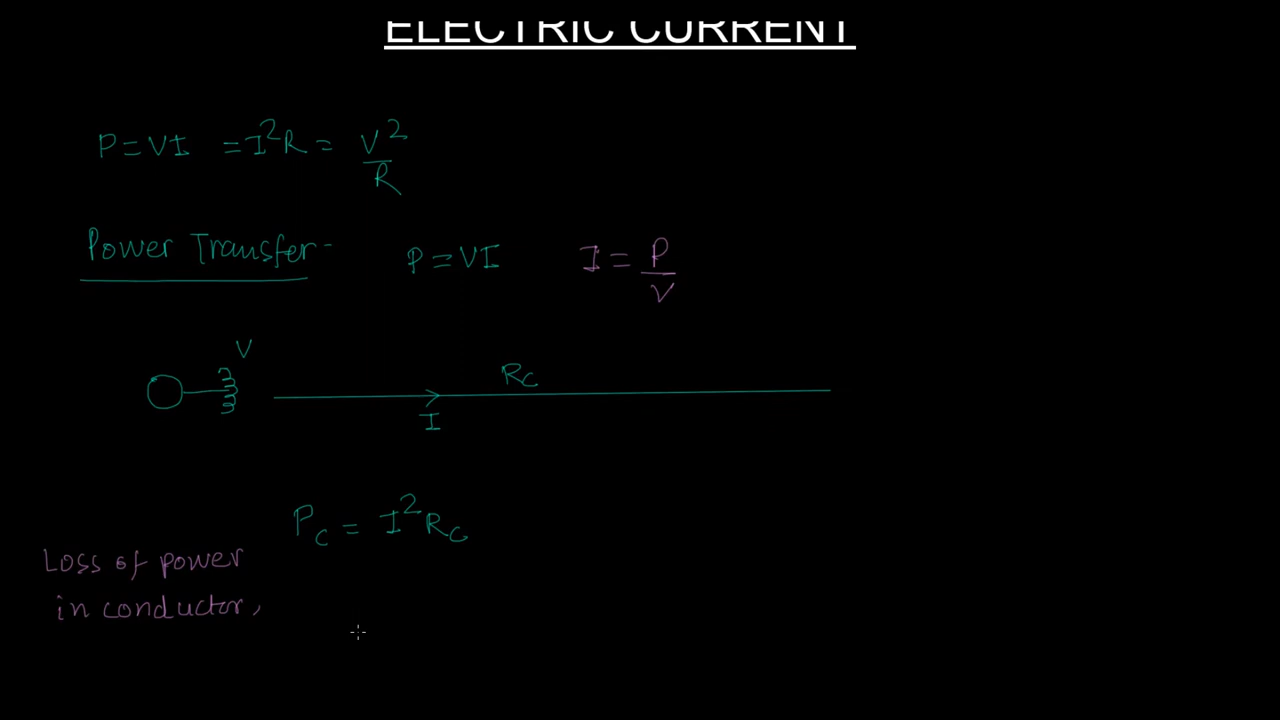 ELECTRIC CURRENT
P=VI =I²R= V²/R
Power Transfer- P=VI I= P/V
V
Rc
I
Pc = I²Rc
Loss of power
in conductor,